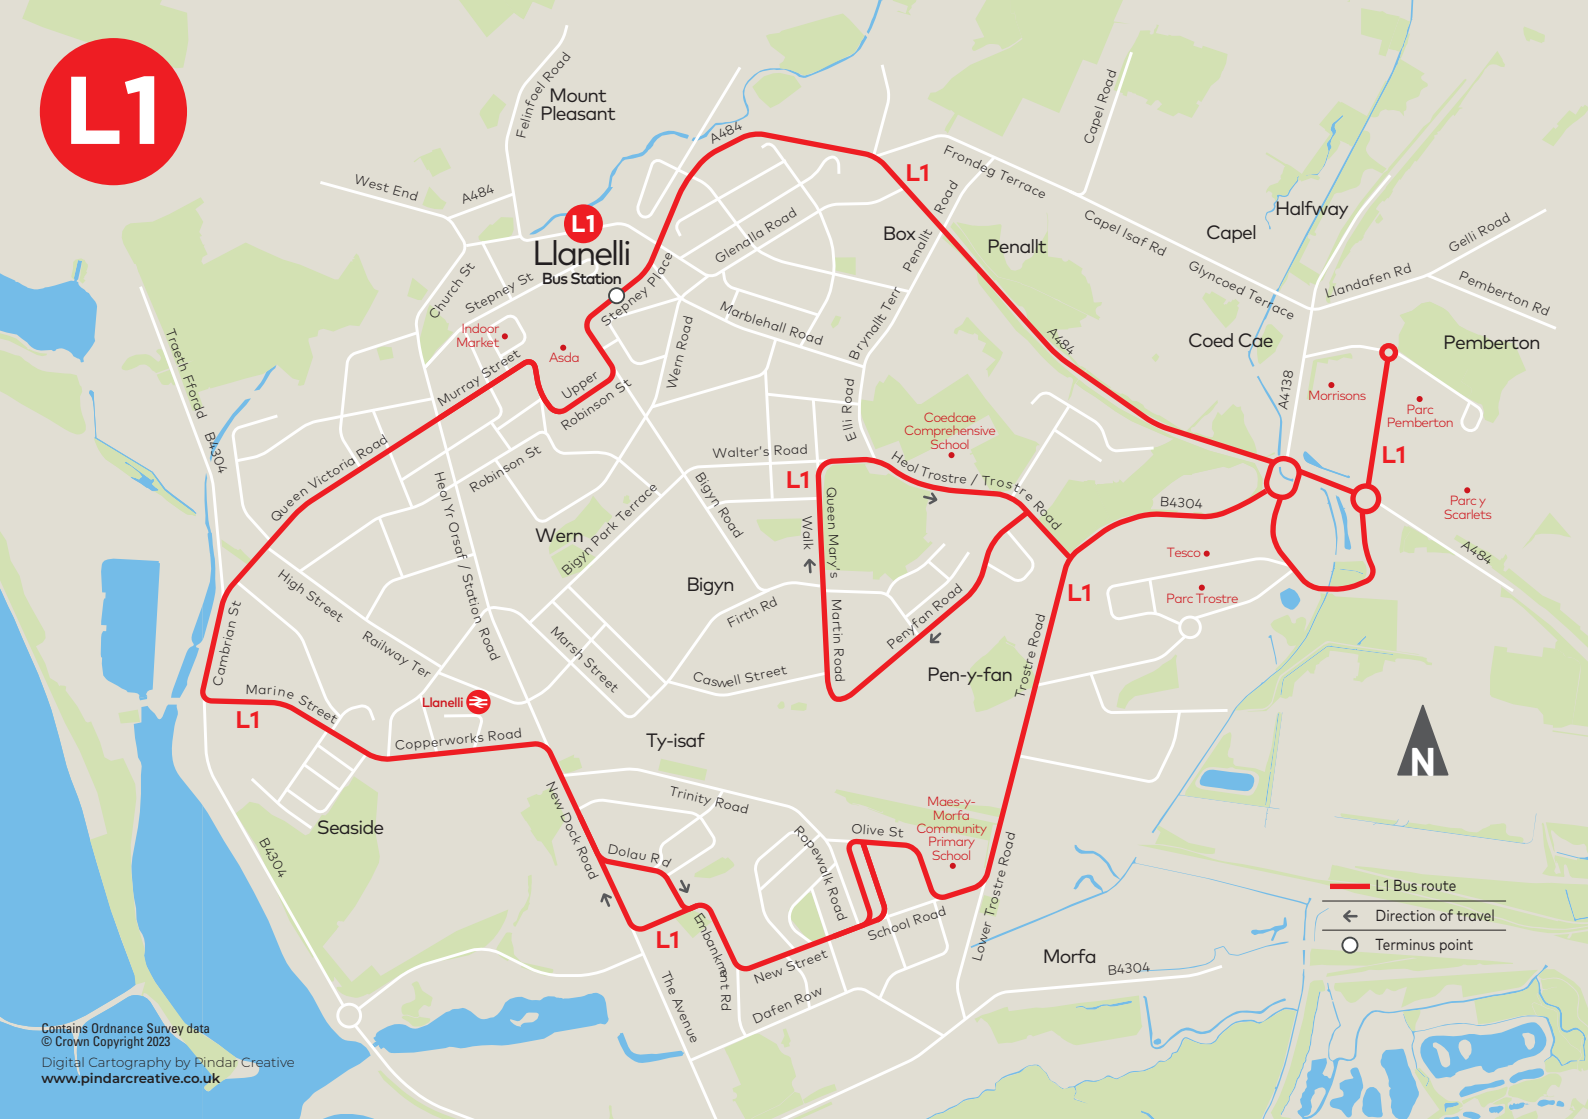 L1
Mount
Pleasant
Felinfoel Road
A484
Capel Road
West End
A484
L1
Frondeg Terrace
L1
Llanelli
Bus Station
Glenalla Road
Box
Penallt Road
Penallt
Capel Isaf Rd
Capel
Halfway
Gelli Road
Church St
Stepney St
Stepney Place
Glyncoed Terrace
Llandafen Rd
Pemberton Rd
Traeth Ffordd
B4304
Indoor
Market
Asda
Murray Street
Upper
Robinson St
Wern Road
Marblehall Road
Brynallt Terr
A484
Coed Cae
Pemberton
A4138
Morrisons
Parc
Pemberton
L1
Elli Road
Coedcae
Comprehensive
School
Queen Victoria Road
Robinson St
Walter's Road
L1
Heol Trostre / Trostre Road
Parc y
Scarlets
B4304
A484
Heol Yr Orsaf / Station Road
Wern
Bigyn Park Terrace
Bigyn Road
Queen Mary's
Walk
Tesco
Parc Trostre
Bigyn
L1
High Street
Firth Rd
Martin Road
Penyfan Road
Cambrian St
Railway Ter
Marsh Street
Caswell Street
Pen-y-fan
Trostre Road
Marine Street
L1
Llanelli
Copperworks Road
Ty-isaf
N
New Dock Road
Trinity Road
Seaside
B4304
Dolau Rd
Ropewalk Road
Olive St
Maes-y-
Morfa
Community
Primary
School
Lower Trostre Road
L1
Embankment Rd
New Street
School Road
Dafen Row
The Avenue
Morfa
B4304
L1 Bus route
Direction of travel
Terminus point
Contains Ordnance Survey data
© Crown Copyright 2023
Digital Cartography by Pindar Creative
www.pindarcreative.co.uk